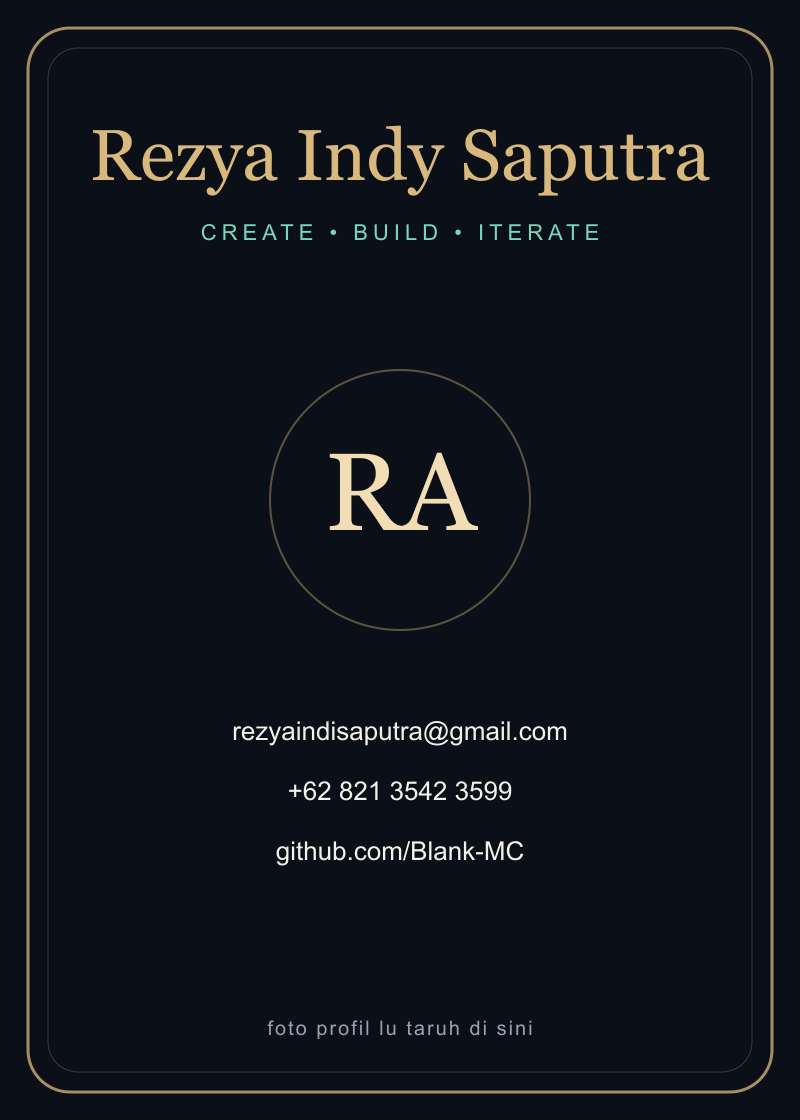 Rezya Indy Saputra
CREATE • BUILD • ITERATE
RA
rezyaindisaputra@gmail.com
+62 821 3542 3599
github.com/Blank-MC
foto profil lu taruh di sini